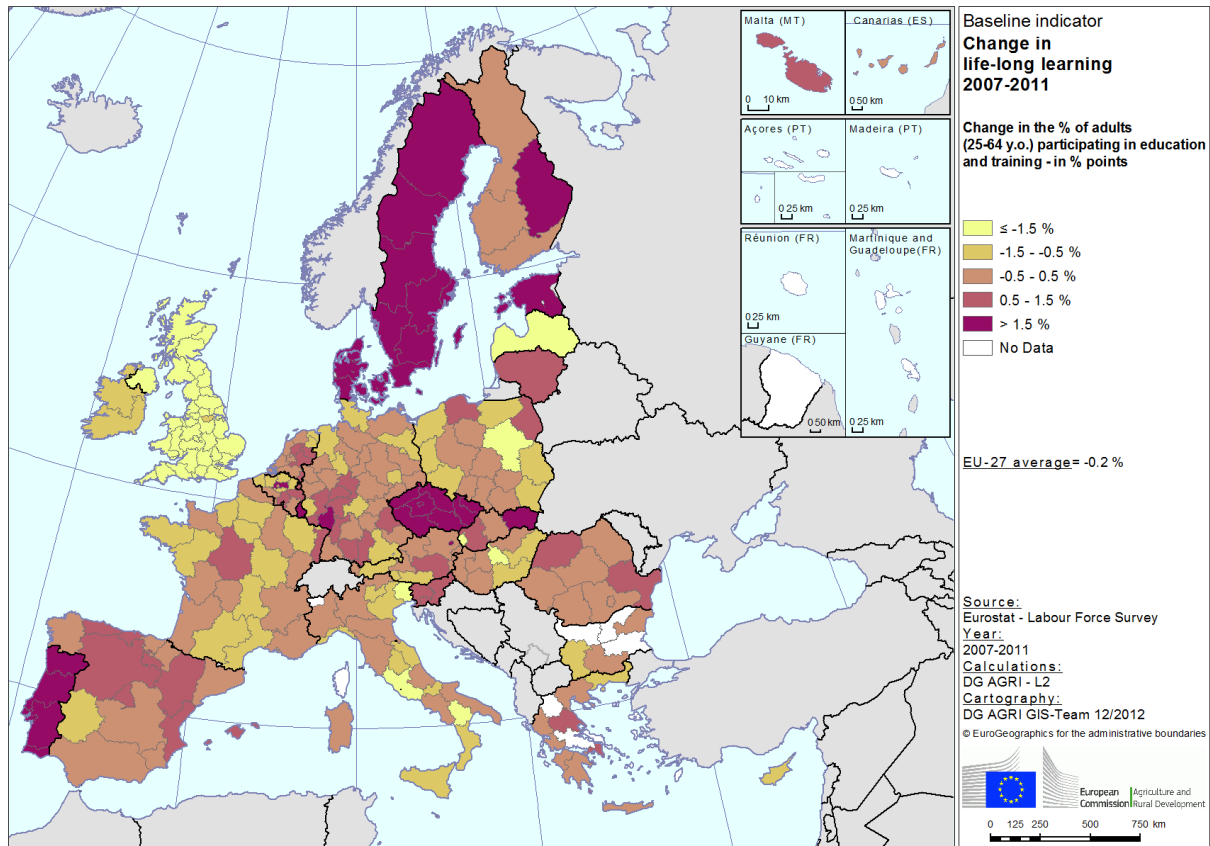 Malta (MT)
0 10 km
Canarias (ES)
0 50 km
Açores (PT)
0 25 km
Madeira (PT)
0 25 km
Réunion (FR)
0 25 km
Martinique and
Guadeloupe(FR)
0 25 km
Guyane (FR)
0 50 km
Baseline indicator
Change in
life-long learning
2007-2011
Change in the % of adults
(25-64 y.o.) participating in education
and training - in % points
≤ -1.5 %
-1.5 - -0.5 %
-0.5 - 0.5 %
0.5 - 1.5 %
> 1.5 %
No Data
EU-27 average= -0.2 %
Source:
Eurostat - Labour Force Survey
Year:
2007-2011
Calculations:
DG AGRI - L2
Cartography:
DG AGRI GIS-Team 12/2012
© EuroGeographics for the administrative boundaries
European
Commission
Agriculture and
Rural Development
0 125 250 500 750 km